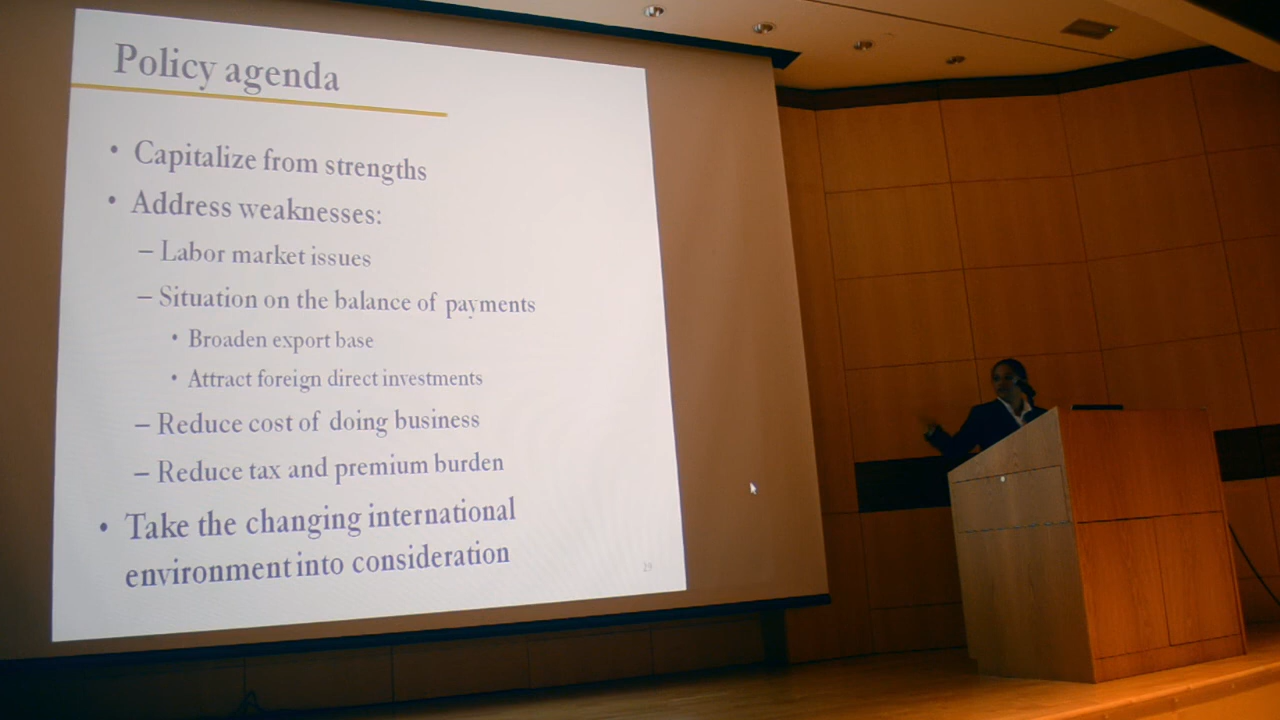 Policy agenda
• Capitalize from strengths
• Address weaknesses:
– Labor market issues
– Situation on the balance of payments
• Broaden export base
• Attract foreign direct investments
– Reduce cost of doing business
– Reduce tax and premium burden
• Take the changing international
environment into consideration
29